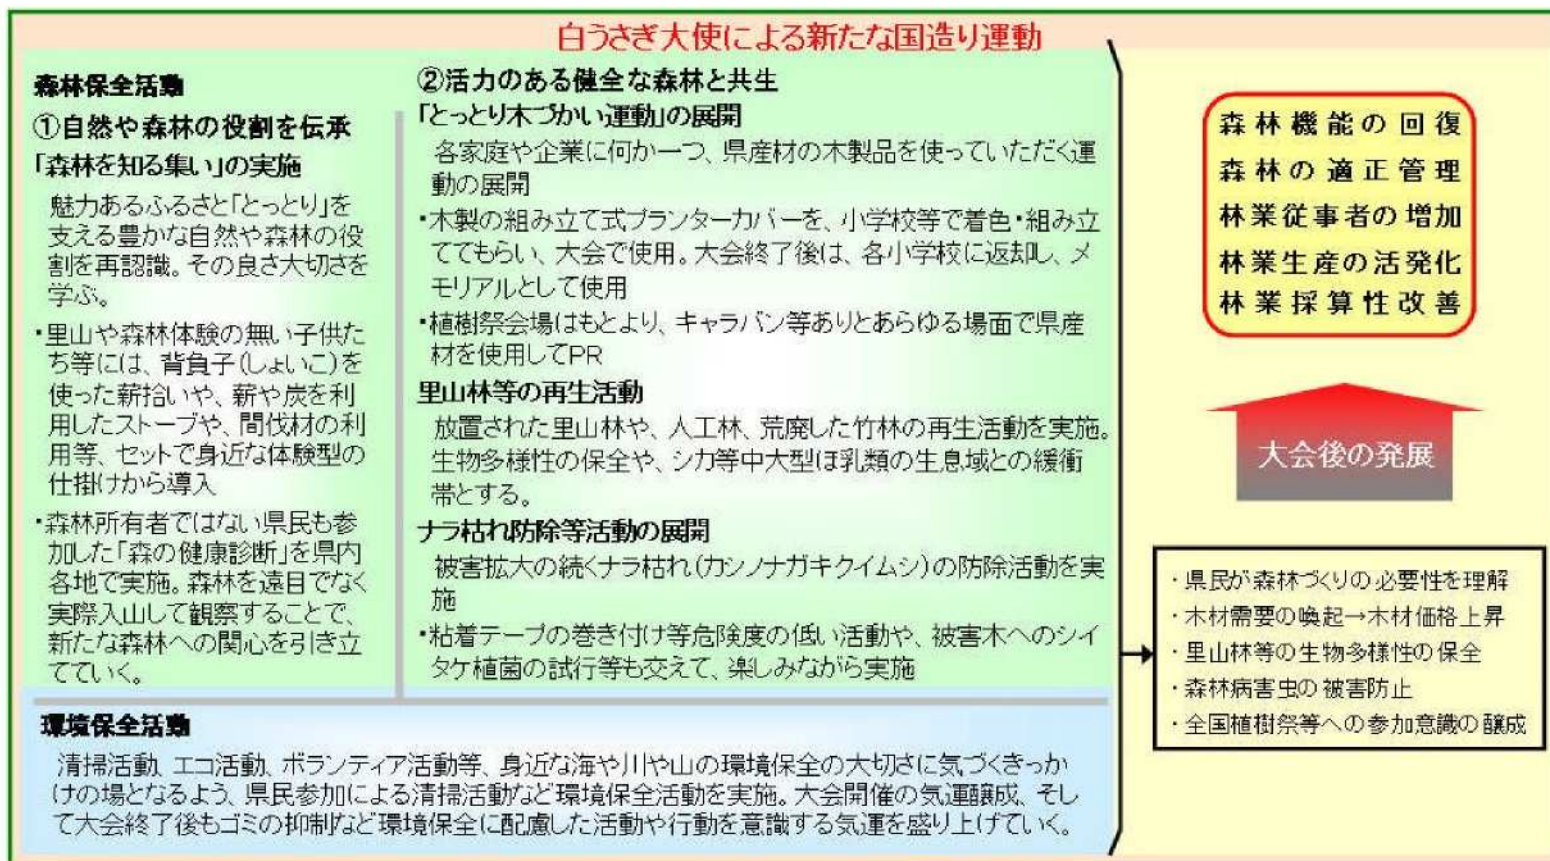 白うさぎ大使による新たな国造り運動
森林保全活動
①自然や森林の役割を伝承
「森林を知る集い」の実施
魅力あるふるさと「とっとり」を
支える豊かな自然や森林の役
割を再認識。その良さ大切さを
学ぶ。
・里山や森林体験の無い子供た
ち等には、背負子(しょいこ)を
使った薪拾いや、薪や炭を利
用したストーブや、間伐材の利
用等、セットで身近な体験型の
仕掛けから導入
・森林所有者ではない県民も参
加した「森の健康診断」を県内
各地で実施。森林を遠目でなく
実際入山して観察することで、
新たな森林への関心を引き立
てていく。
②活力のある健全な森林と共生
「とっとり木づかい運動」の展開
各家庭や企業に何か一つ、県産材の木製品を使っていただく運
動の展開
・木製の組み立て式プランターカバーを、小学校等で着色・組み立
ててもらい、大会で使用。大会終了後は、各小学校に返却し、メ
モリアルとして使用
・植樹祭会場はもとより、キャラバン等ありとあらゆる場面で県産
材を使用してPR
里山林等の再生活動
放置された里山林や、人工林、荒廃した竹林の再生活動を実施。
生物多様性の保全や、シカ等中大型ほ乳類の生息域との緩衝
帯とする。
ナラ枯れ防除等活動の展開
被害拡大の続くナラ枯れ(カシノナガキクイムシ)の防除活動を実
施
・粘着テープの巻き付け等危険度の低い活動や、被害木へのシイ
タケ植菌の試行等も交えて、楽しみながら実施
環境保全活動
清掃活動、エコ活動、ボランティア活動等、身近な海や川や山の環境保全の大切さに気づくきっか
けの場となるよう、県民参加による清掃活動など環境保全活動を実施。大会開催の気運醸成、そし
て大会終了後もゴミの抑制など環境保全に配慮した活動や行動を意識する気運を盛り上げていく。
森林機能の回復
森林の適正管理
林業従事者の増加
林業生産の活発化
林業採算性改善
大会後の発展
・県民が森林づくりの必要性を理解
・木材需要の喚起→木材価格上昇
・里山林等の生物多様性の保全
・森林病害虫の被害防止
・全国植樹祭等への参加意識の醸成